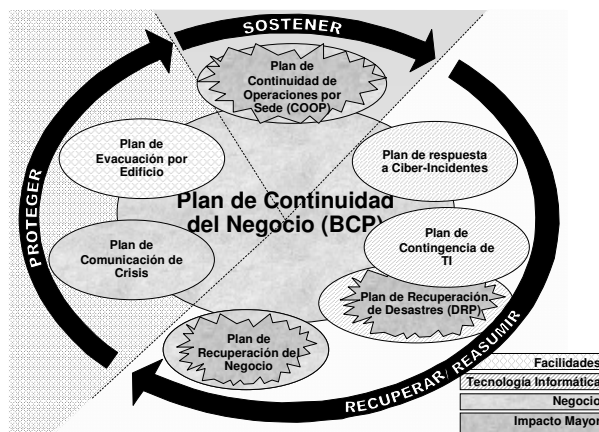 SOSTENER
Plan de
Continuidad de
Operaciones por
Sede (COOP)
Plan de
Evacuación por
Edificio
Plan de respuesta
a Ciber-Incidentes
PROTEGER
Plan de Continuidad
del Negocio (BCP)
Plan de
Comunicación de
Crisis
Plan de
Contingencia de
TI
Plan de Recuperación
de Desastres (DRP)
Plan de
Recuperación del
Negocio
RECUPERAR/ REASUMIR
Facilidades
Tecnología Informática
Negocio
Impacto Mayor